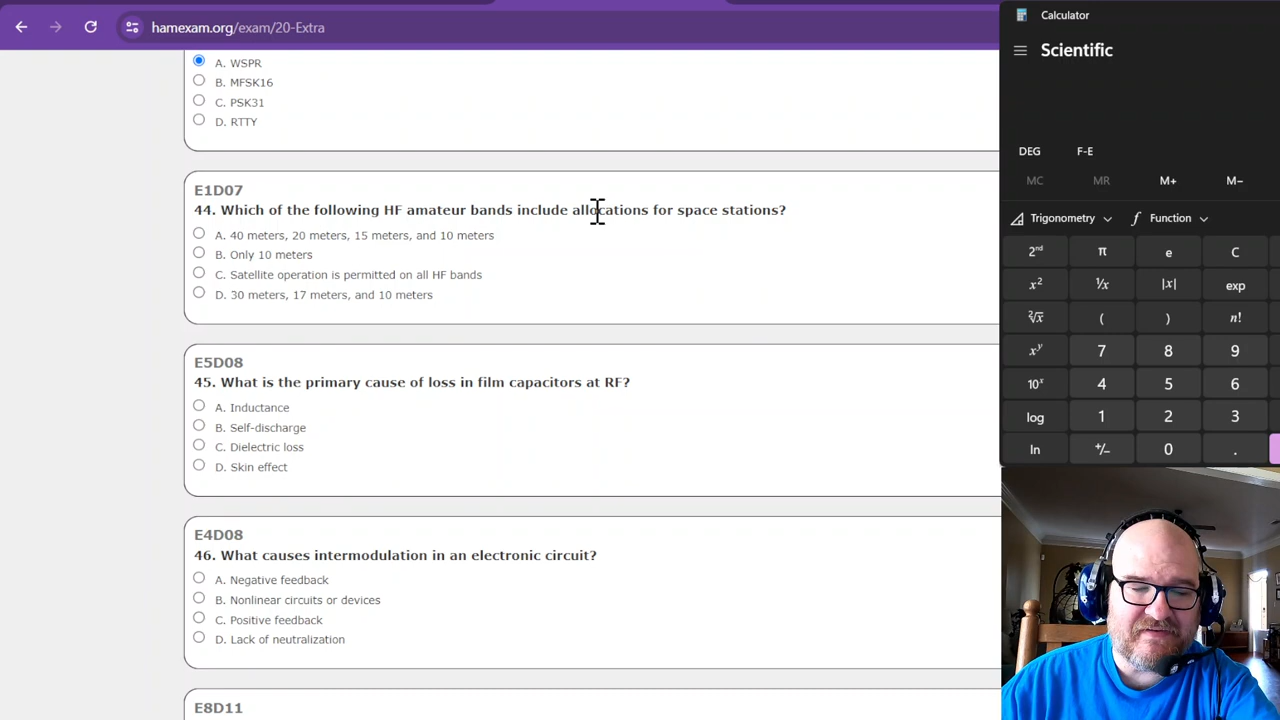 hamexam.org/exam/20-Extra
Calculator
Scientific
A. WSPR
B. MFSK16
C. PSK31
D. RTTY
E1D07
44. Which of the following HF amateur bands include allocations for space stations?
A. 40 meters, 20 meters, 15 meters, and 10 meters
B. Only 10 meters
C. Satellite operation is permitted on all HF bands
D. 30 meters, 17 meters, and 10 meters
E5D08
45. What is the primary cause of loss in film capacitors at RF?
A. Inductance
B. Self-discharge
C. Dielectric loss
D. Skin effect
E4D08
46. What causes intermodulation in an electronic circuit?
A. Negative feedback
B. Nonlinear circuits or devices
C. Positive feedback
D. Lack of neutralization
E8D11
DEG F-E
MC MR M+ M−
Trigonometry f Function
2ⁿᵈ π e C
x² ¹/x |x| exp
²√x ( ) n!
xʸ 7 8 9
10ˣ 4 5 6
log 1 2 3
ln +/− 0 .